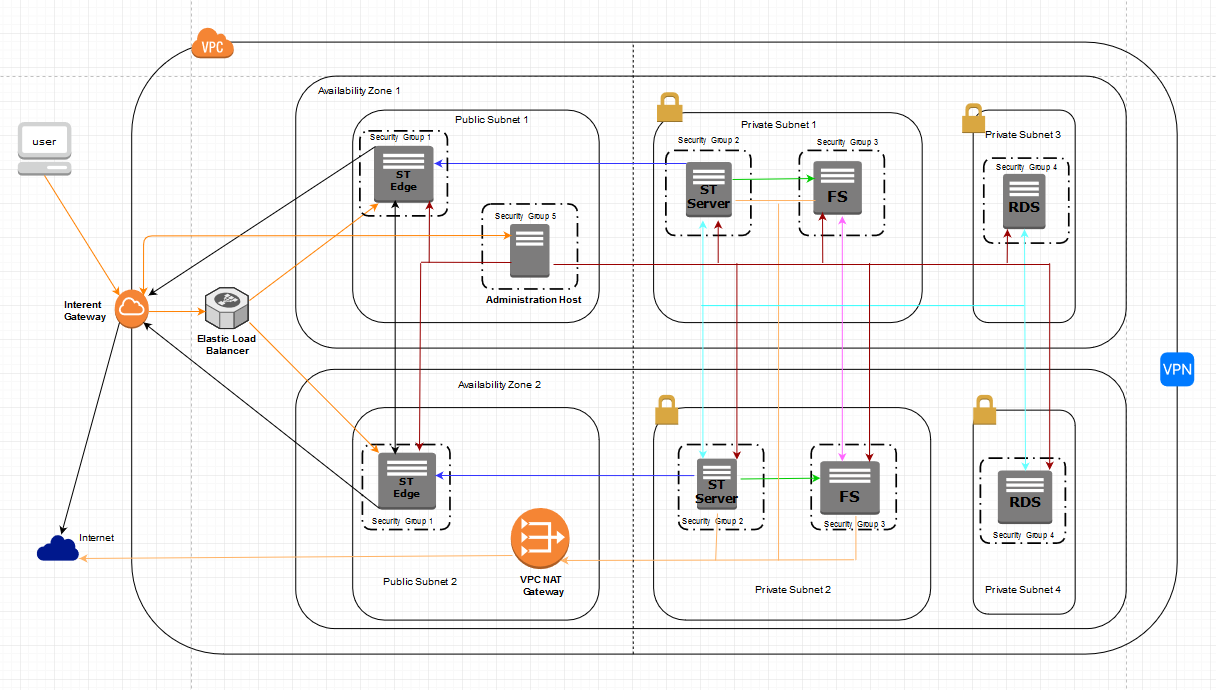 VPC
Availability Zone 1
user
Public Subnet 1
Security Group 1
ST
Edge
Security Group 5
Administration Host
Private Subnet 1
Security Group 2
ST
Server
Security Group 3
FS
Private Subnet 3
Security Group 4
RDS
Interent
Gateway
Elastic Load
Balancer
VPN
Availability Zone 2
ST
Edge
Security Group 1
Public Subnet 2
VPC NAT
Gateway
Internet
ST
Server
Security Group 2
FS
Security Group 3
Private Subnet 2
RDS
Security Group 4
Private Subnet 4